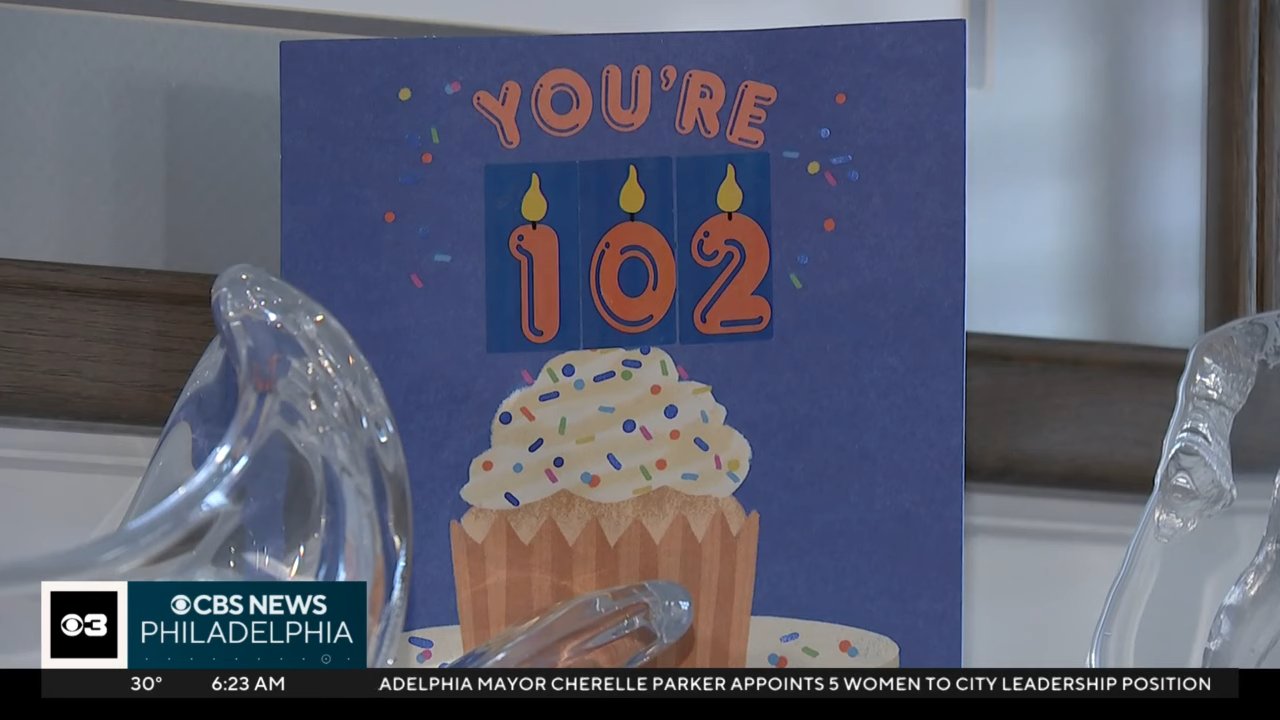 YOU'RE
102
3
CBS NEWS
PHILADELPHIA
30° 6:23 AM ADELPHIA MAYOR CHERELLE PARKER APPOINTS 5 WOMEN TO CITY LEADERSHIP POSITION